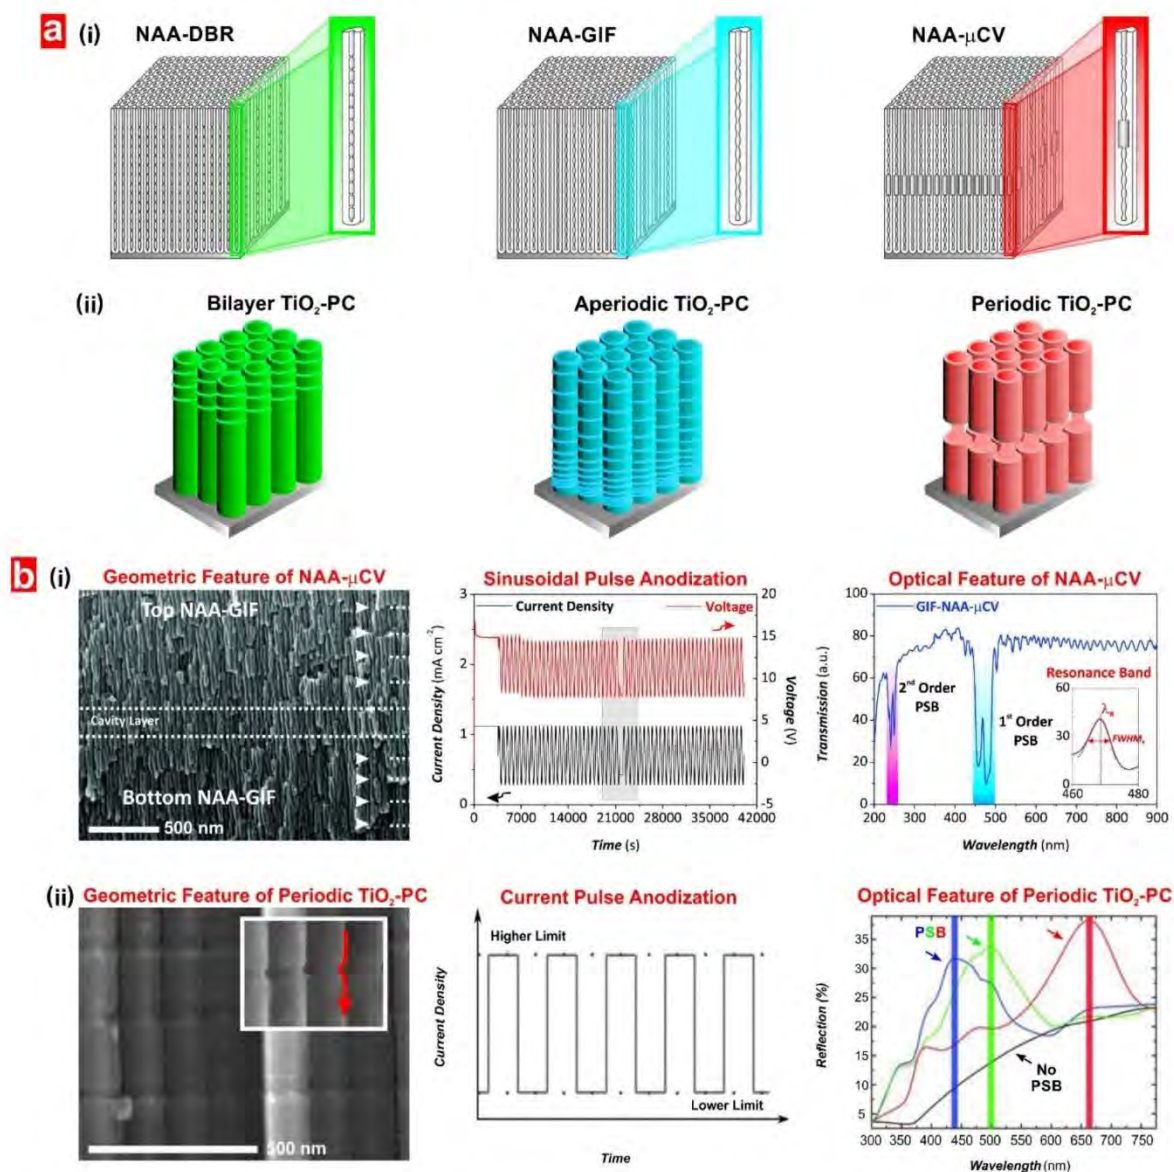 a (i) NAA-DBR NAA-GIF NAA-μCV
(ii) Bilayer TiO₂-PC Aperiodic TiO₂-PC Periodic TiO₂-PC
b (i) Geometric Feature of NAA-μCV
Top NAA-GIF
Cavity Layer
Bottom NAA-GIF
500 nm
Sinusoidal Pulse Anodization
Current Density
Voltage
Current Density (mA cm⁻²)
3
2
1
0
20
15
10
5
0
-5
Voltage (V)
0 7000 14000 21000 28000 35000 42000
Time (s)
Optical Feature of NAA-μCV
GIF-NAA-μCV
Transmission (a.u.)
100
80
60
40
20
0
2nd Order
PSB
1st Order
PSB
Resonance Band
60
30
0
λR
FWHMR
460 480
200 300 400 500 600 700 800 900
Wavelength (nm)
(ii) Geometric Feature of Periodic TiO₂-PC
500 nm
Current Pulse Anodization
Higher Limit
Lower Limit
Current Density
Time
Optical Feature of Periodic TiO₂-PC
PSB
No
PSB
Reflection (%)
35
30
25
20
15
10
5
300 375 450 525 600 675 750
Wavelength (nm)